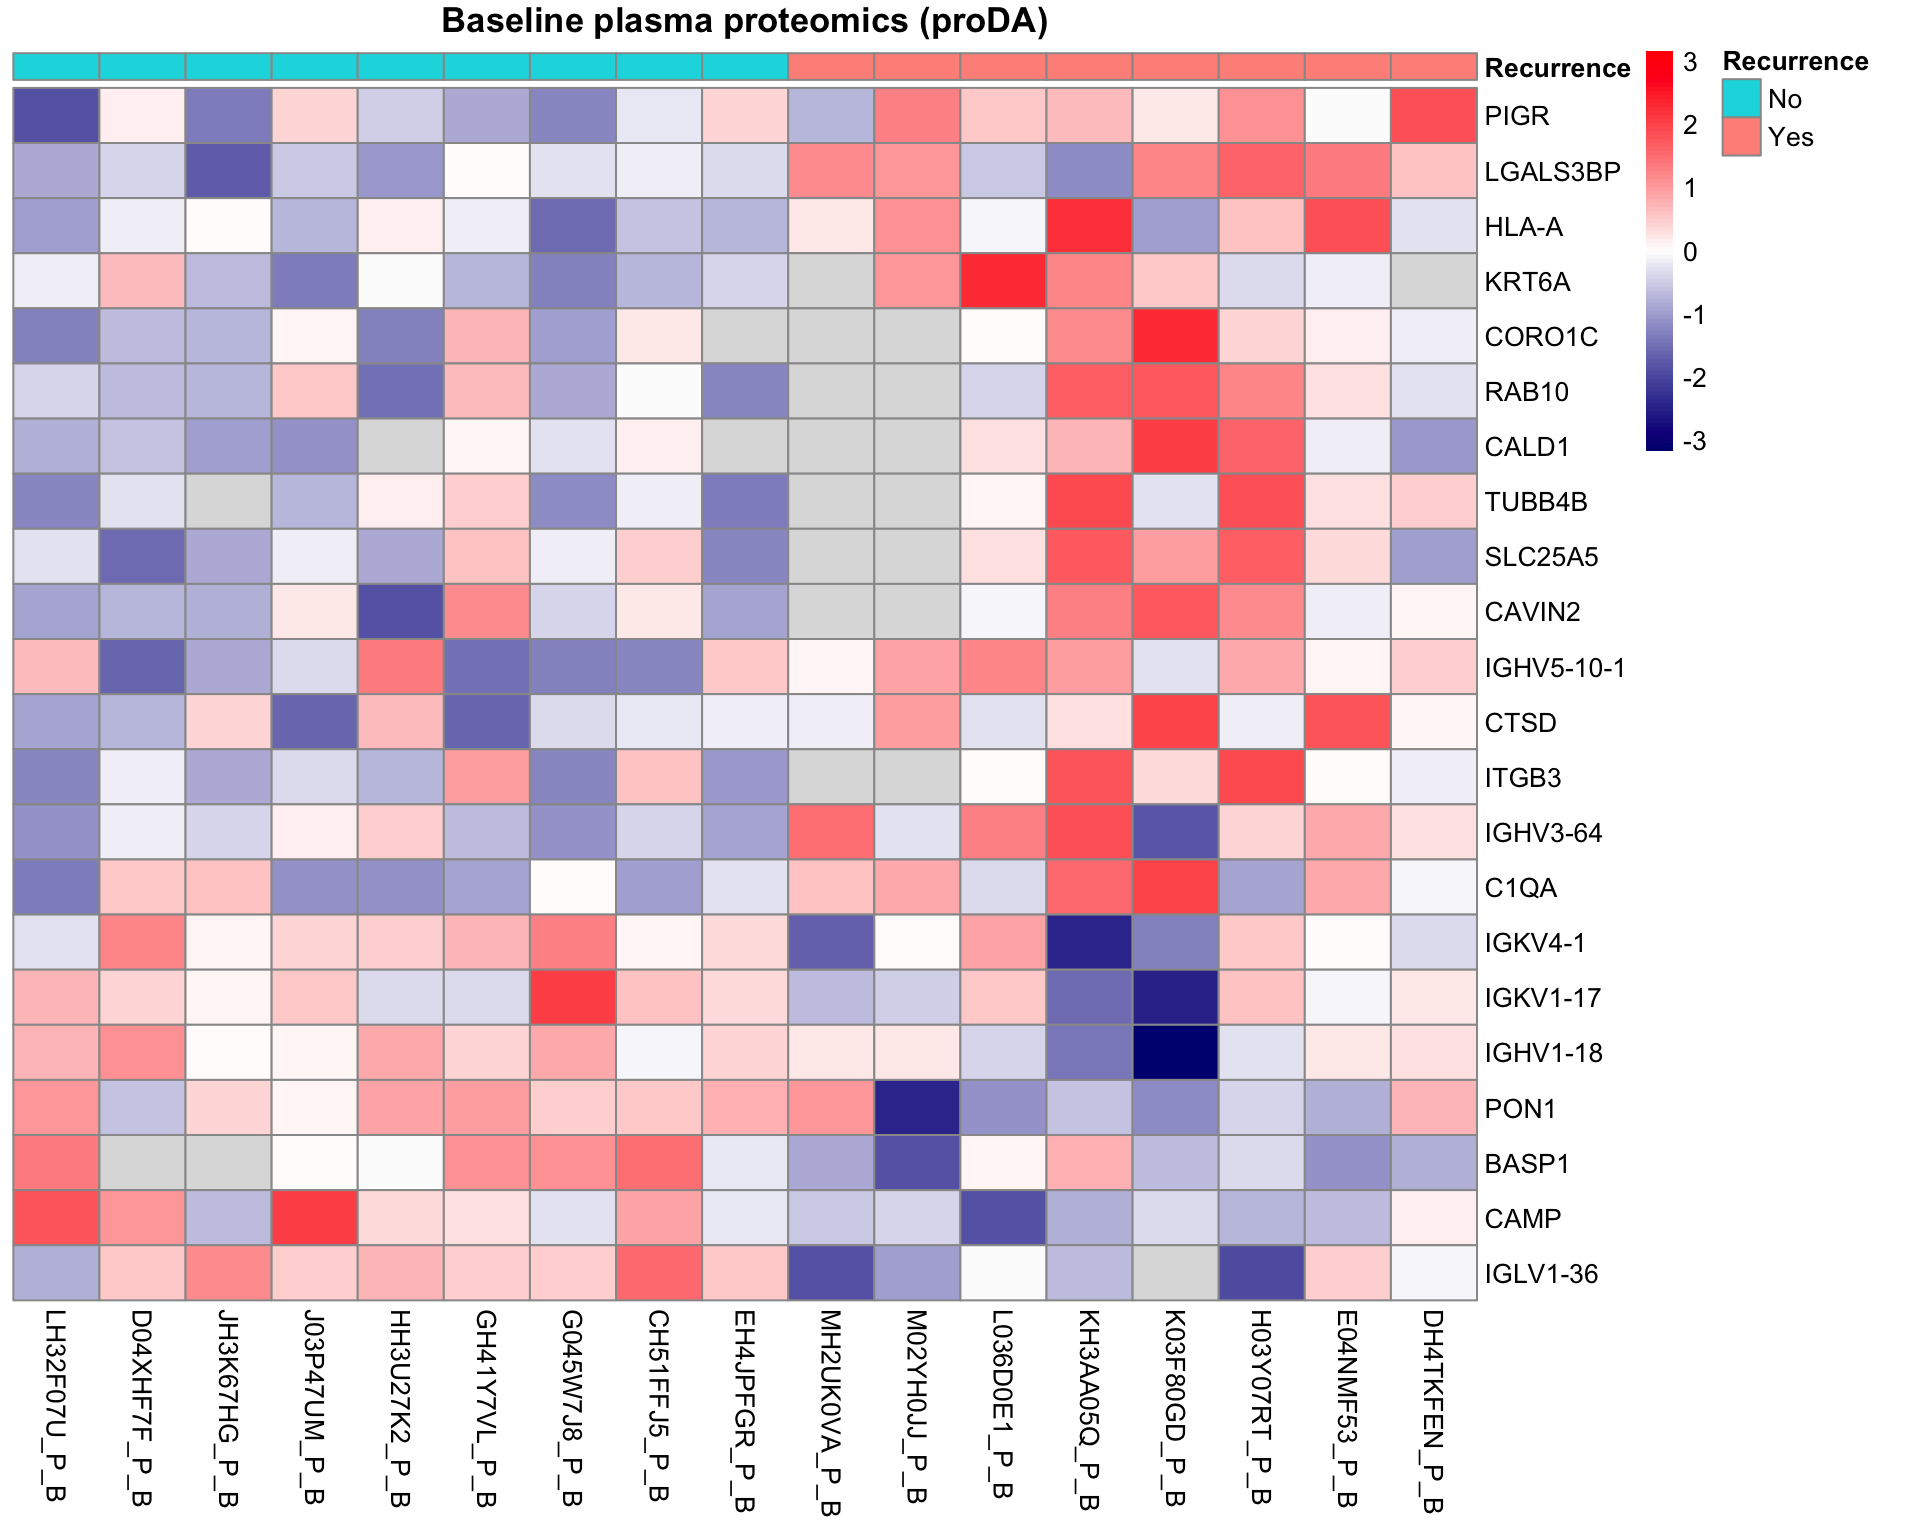 Baseline plasma proteomics (proDA)
Recurrence
PIGR
LGALS3BP
HLA-A
KRT6A
CORO1C
RAB10
CALD1
TUBB4B
SLC25A5
CAVIN2
IGHV5-10-1
CTSD
ITGB3
IGHV3-64
C1QA
IGKV4-1
IGKV1-17
IGHV1-18
PON1
BASP1
CAMP
IGLV1-36
3
2
1
0
-1
-2
-3
Recurrence
No
Yes
LH32F07U_P_B
D04XHF7F_P_B
JH3K67HG_P_B
J03P47UM_P_B
HH3U27K2_P_B
GH41Y7VL_P_B
G045W7J8_P_B
CH51FFJ5_P_B
EH4JPFGR_P_B
MH2UK0VA_P_B
M02YH0JJ_P_B
L036D0E1_P_B
KH3AA05Q_P_B
K03F80GD_P_B
H03Y07RT_P_B
E04NMF53_P_B
DH4TKFEN_P_B